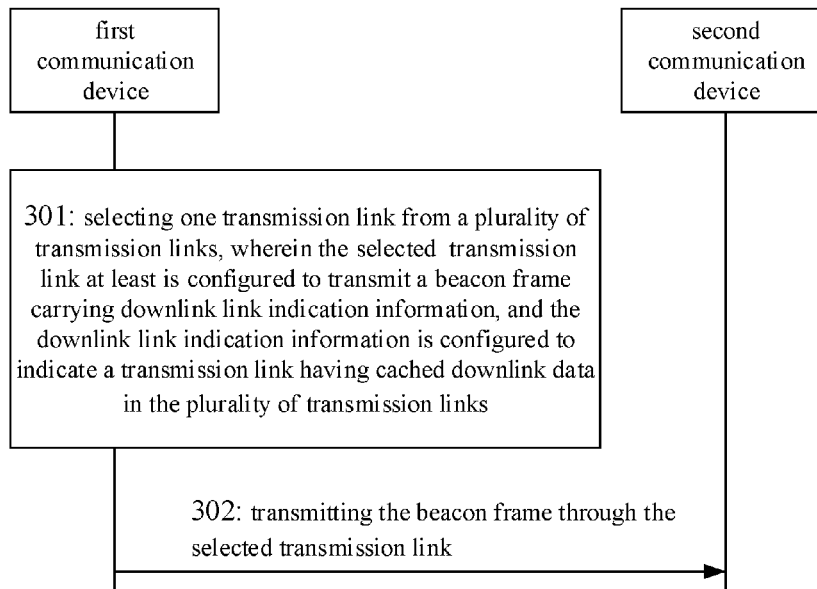 first
communication
device
second
communication
device
301: selecting one transmission link from a plurality of
transmission links, wherein the selected transmission
link at least is configured to transmit a beacon frame
carrying downlink link indication information, and the
downlink link indication information is configured to
indicate a transmission link having cached downlink data
in the plurality of transmission links
302: transmitting the beacon frame through the
selected transmission link